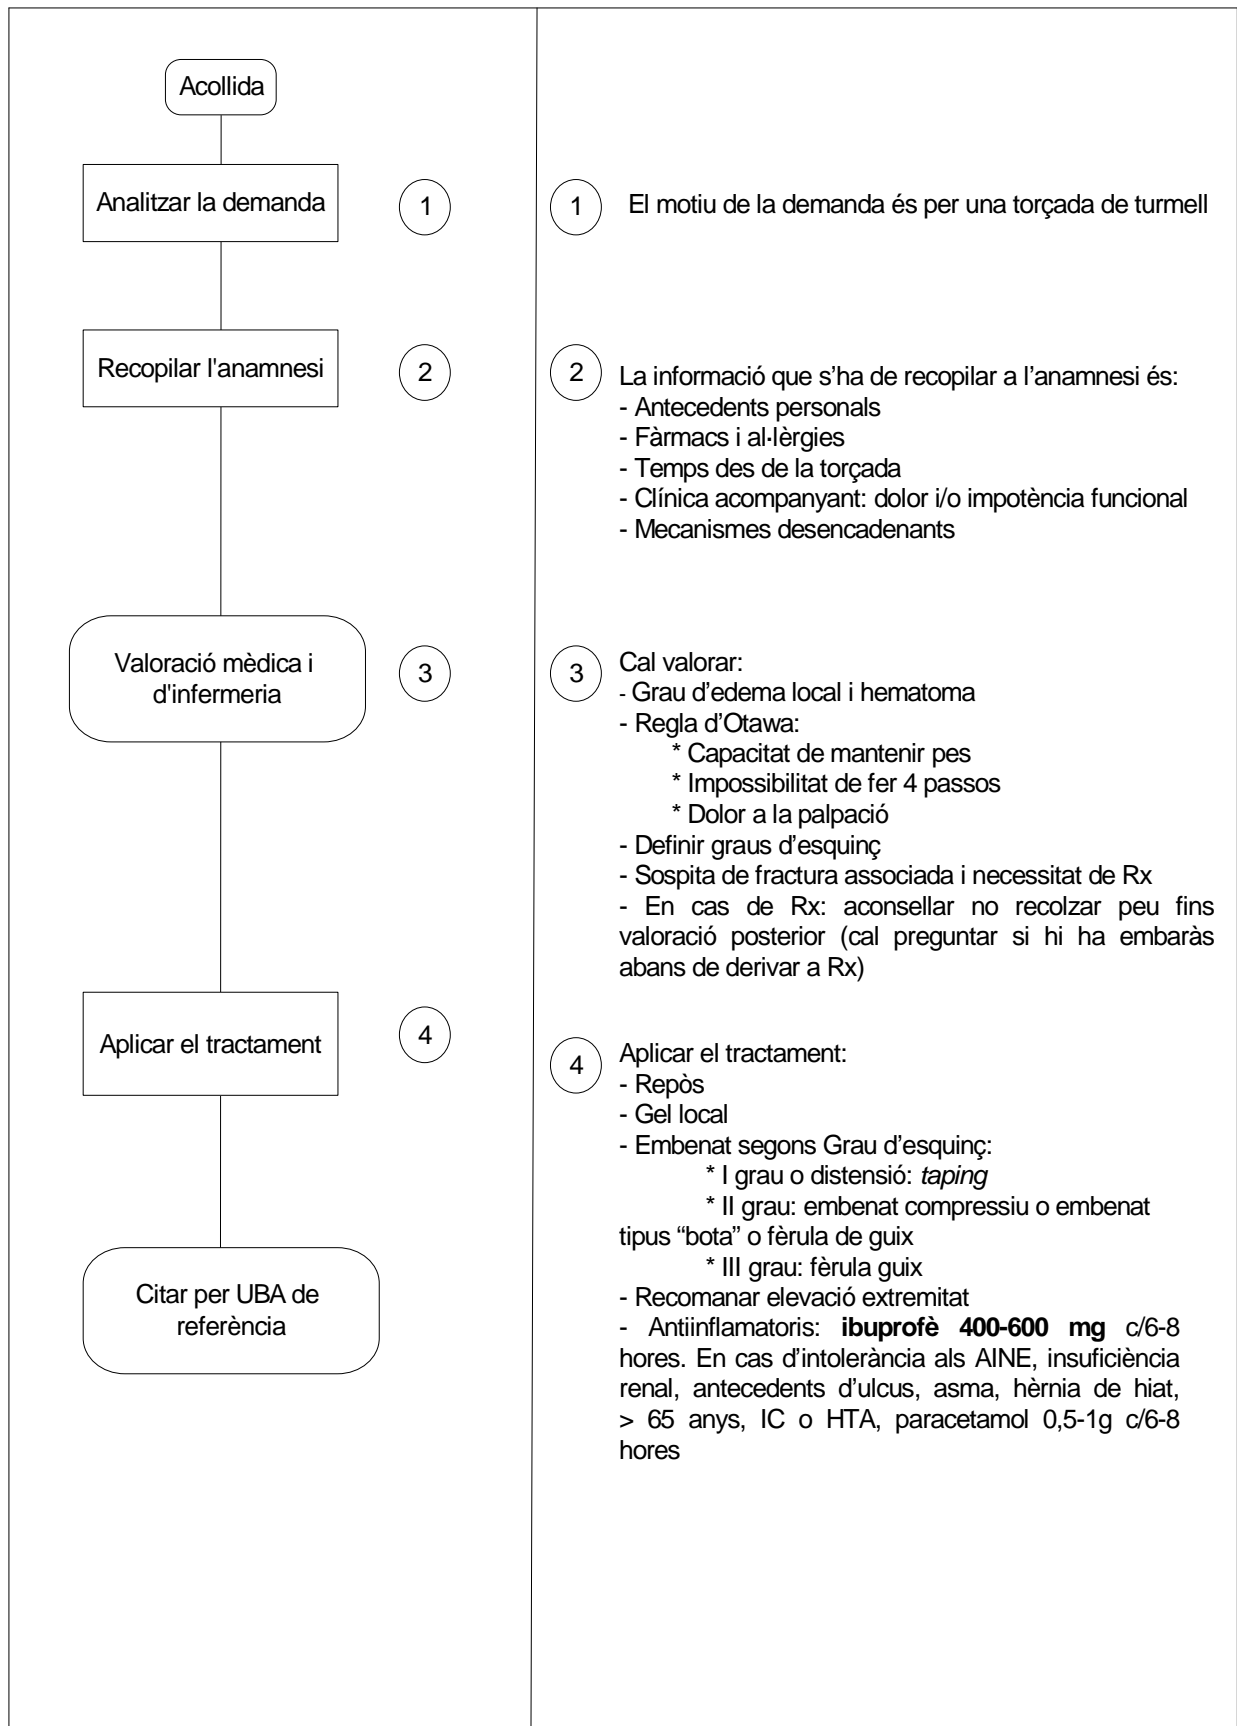 Acollida
Analitzar la demanda
1
Recopilar l'anamnesi
2
Valoració mèdica i
d'infermeria
3
Aplicar el tractament
4
Citar per UBA de
referència
1
El motiu de la demanda és per una torçada de turmell
2
La informació que s’ha de recopilar a l’anamnesi és:
- Antecedents personals
- Fàrmacs i al·lèrgies
- Temps des de la torçada
- Clínica acompanyant: dolor i/o impotència funcional
- Mecanismes desencadenants
3
Cal valorar:
- Grau d’edema local i hematoma
- Regla d’Otawa:
* Capacitat de mantenir pes
* Impossibilitat de fer 4 passos
* Dolor a la palpació
- Definir graus d’esquinç
- Sospita de fractura associada i necessitat de Rx
- En cas de Rx: aconsellar no recolzar peu fins
valoració posterior (cal preguntar si hi ha embaràs
abans de derivar a Rx)
4
Aplicar el tractament:
- Repòs
- Gel local
- Embenat segons Grau d’esquinç:
* I grau o distensió: taping
* II grau: embenat compressiu o embenat
tipus “bota” o fèrula de guix
* III grau: fèrula guix
- Recomanar elevació extremitat
- Antiinflamatoris: ibuprofè 400-600 mg c/6-8
hores. En cas d’intolerància als AINE, insuficiència
renal, antecedents d’ulcus, asma, hèrnia de hiat,
> 65 anys, IC o HTA, paracetamol 0,5-1g c/6-8
hores